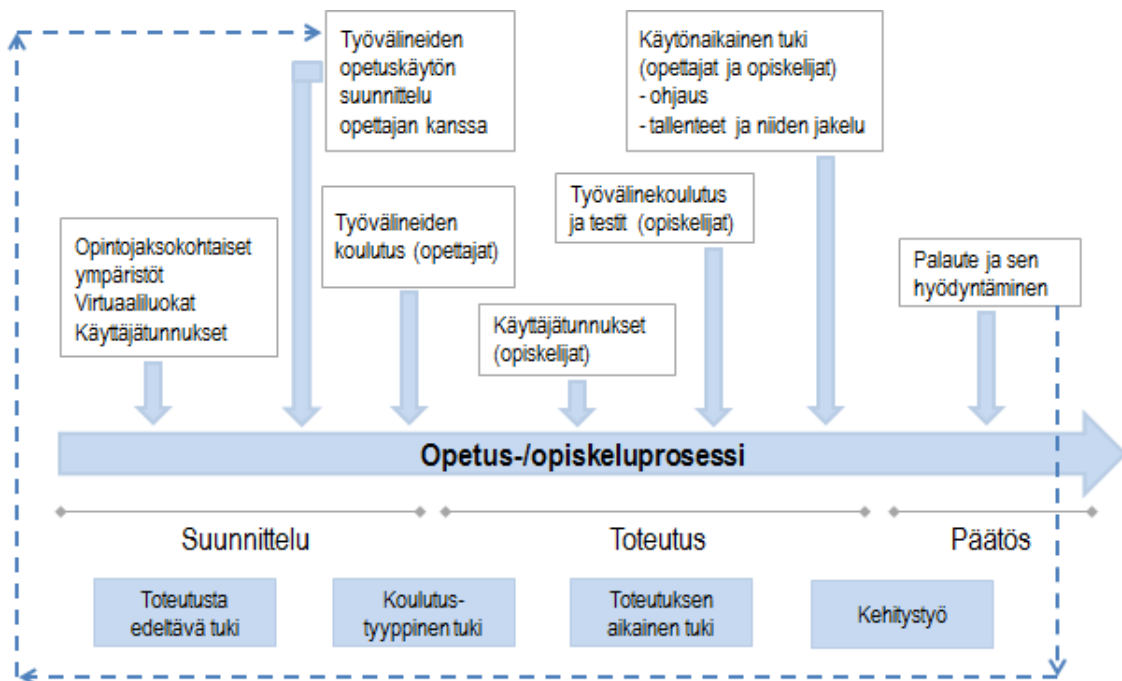 Työvälineiden
opetuskäytön
suunnittelu
opettajan kanssa
Käytönaikainen tuki
(opettajat ja opiskelijat)
- ohjaus
- tallenteet ja niiden jakelu
Opintojaksokohtaiset
ympäristöt
Virtuaaliluokat
Käyttäjätunnukset
Työvälineiden
koulutus (opettajat)
Käyttäjätunnukset
(opiskelijat)
Työvälinekoulutus
ja testit (opiskelijat)
Palaute ja sen
hyödyntäminen
Opetus-/opiskeluprosessi
Suunnittelu
Toteutus
Päätös
Toteutusta
edeltävä tuki
Koulutus-
tyyppinen tuki
Toteutuksen
aikainen tuki
Kehitystyö